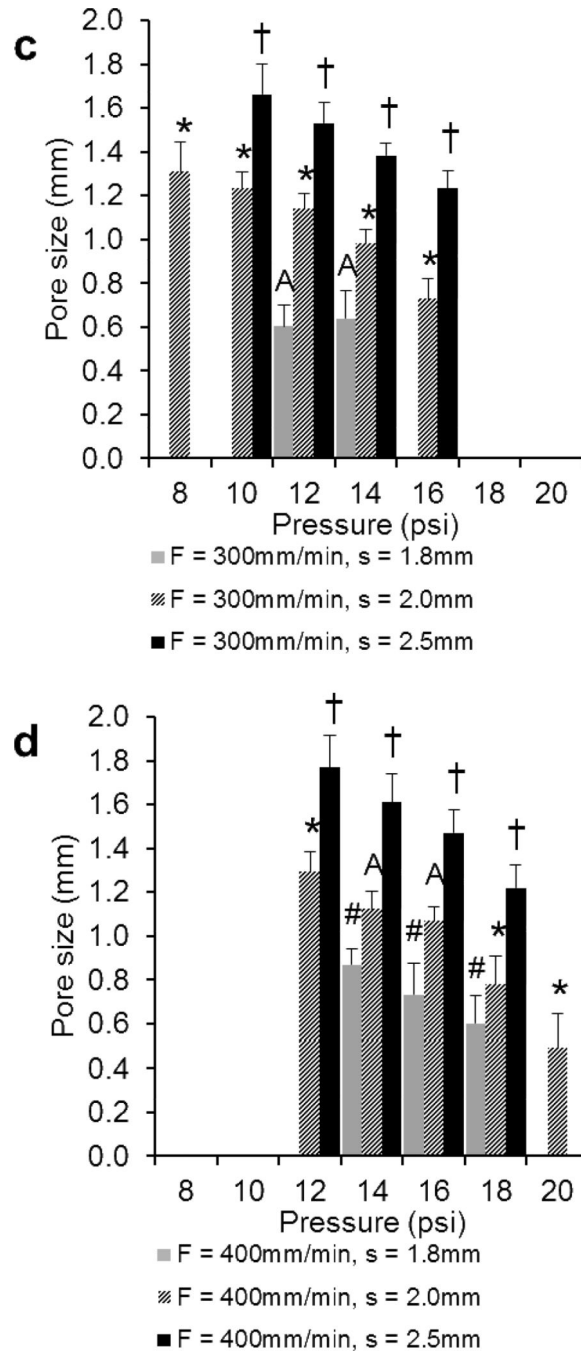 c
Pore size (mm)
2.0
1.8
1.6
1.4
1.2
1.0
0.8
0.6
0.4
0.2
0.0
* * † A * † A * † * †
8 10 12 14 16 18 20
Pressure (psi)
F = 300mm/min, s = 1.8mm
F = 300mm/min, s = 2.0mm
F = 300mm/min, s = 2.5mm
d
Pore size (mm)
2.0
1.8
1.6
1.4
1.2
1.0
0.8
0.6
0.4
0.2
0.0
* † # A † # A † # * † *
8 10 12 14 16 18 20
Pressure (psi)
F = 400mm/min, s = 1.8mm
F = 400mm/min, s = 2.0mm
F = 400mm/min, s = 2.5mm